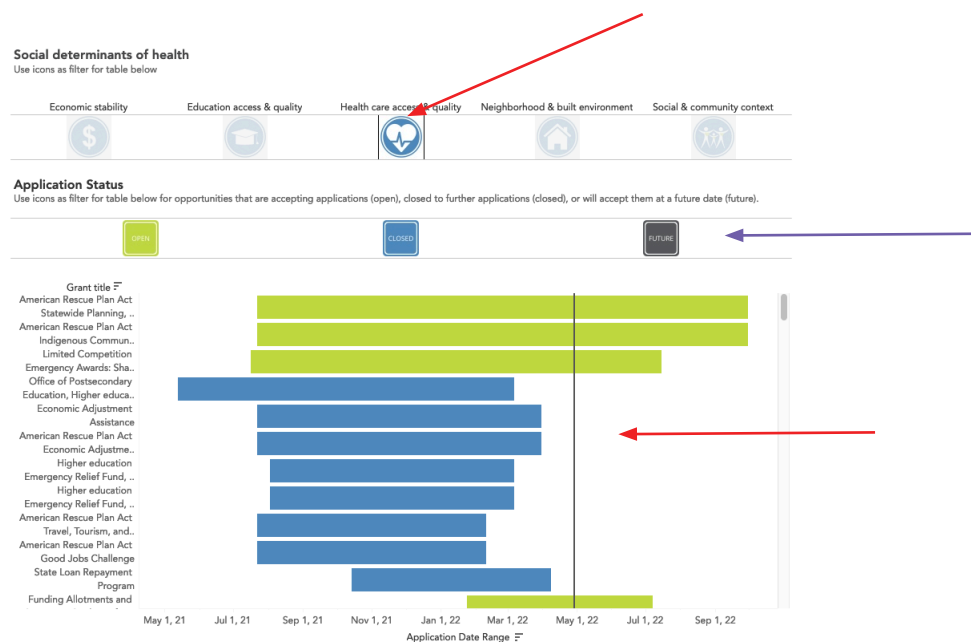 Social determinants of health
Use icons as filter for table below
Economic stability
Education access & quality
Health care access & quality
Neighborhood & built environment
Social & community context
$
Application Status
Use icons as filter for table below for opportunities that are accepting applications (open), closed to further applications (closed), or will accept them at a future date (future).
OPEN
CLOSED
FUTURE
Grant title
American Rescue Plan Act
Statewide Planning, ..
American Rescue Plan Act
Indigenous Commun..
Limited Competition
Emergency Awards: Sha..
Office of Postsecondary
Education, Higher educa..
Economic Adjustment
Assistance
American Rescue Plan Act
Economic Adjustme..
Higher education
Emergency Relief Fund, ..
Higher education
Emergency Relief Fund, ..
American Rescue Plan Act
Travel, Tourism, and..
American Rescue Plan Act
Good Jobs Challenge
State Loan Repayment
Program
Funding Allotments and
May 1, 21
Jul 1, 21
Sep 1, 21
Nov 1, 21
Jan 1, 22
Mar 1, 22
May 1, 22
Jul 1, 22
Sep 1, 22
Application Date Range